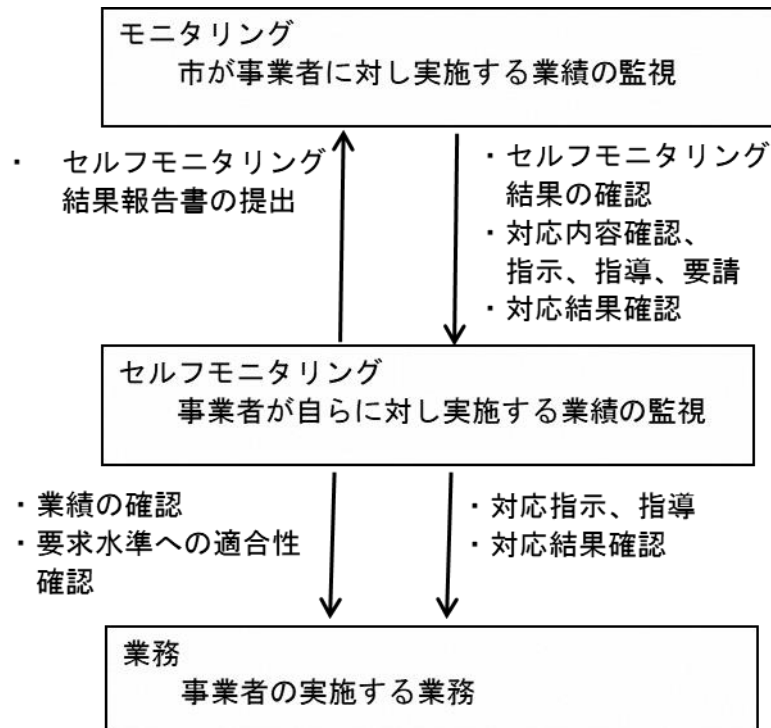 モニタリング
市が事業者に対し実施する業績の監視
・ セルフモニタリング
結果報告書の提出
・セルフモニタリング
結果の確認
・対応内容確認、
指示、指導、要請
・対応結果確認
セルフモニタリング
事業者が自らに対し実施する業績の監視
・業績の確認
・要求水準への適合性
確認
・対応指示、指導
・対応結果確認
業務
事業者の実施する業務